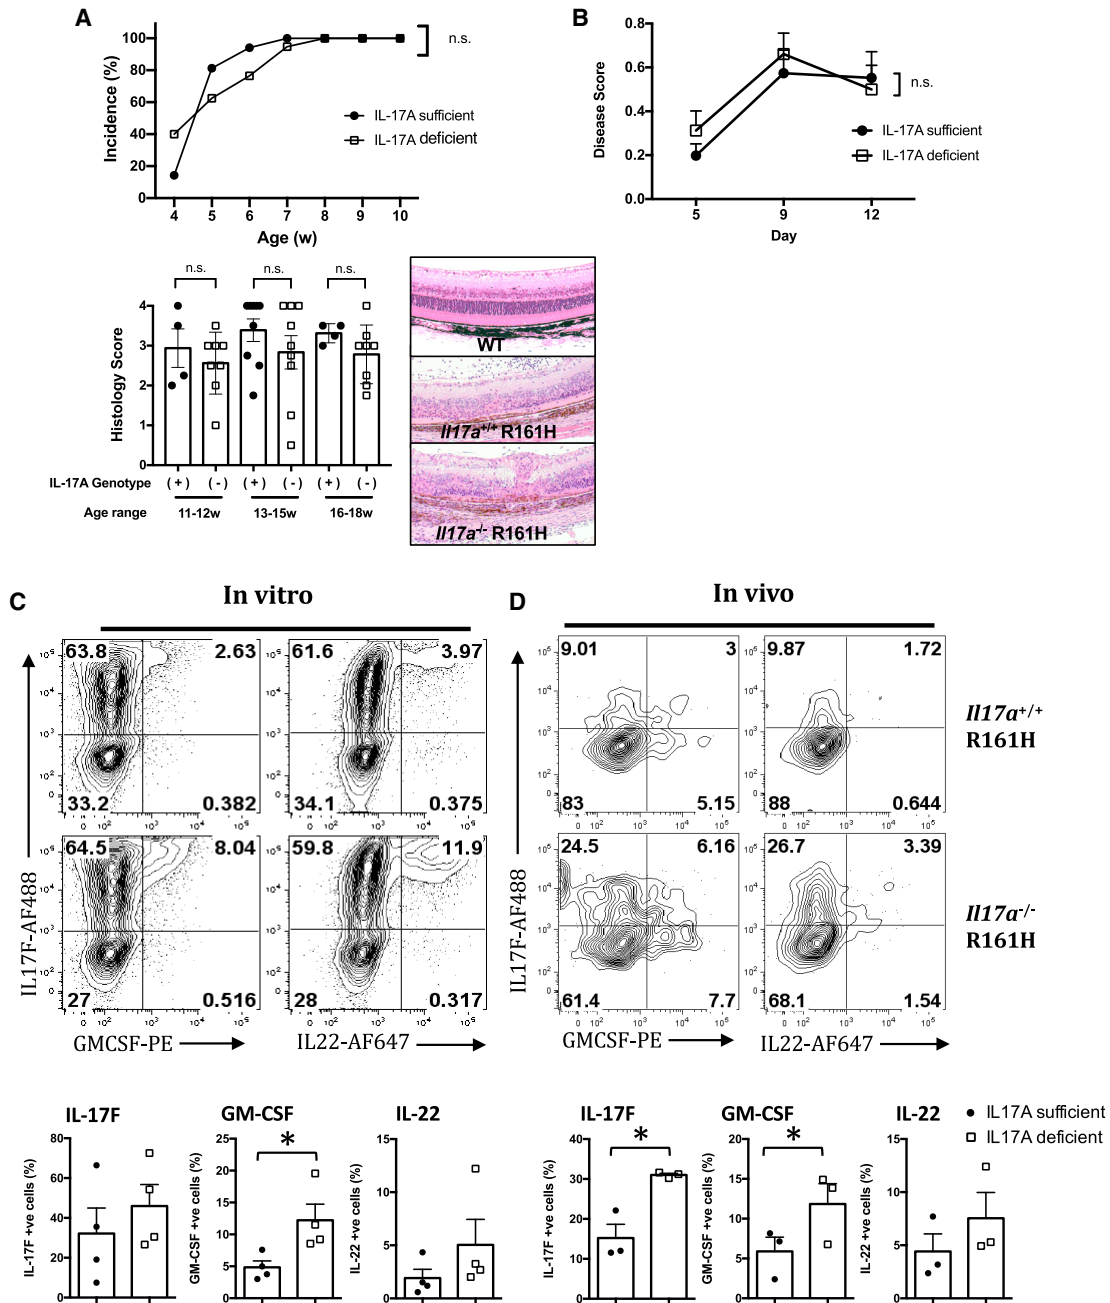 A
Incidence (%)
100
80
60
40
20
0
4 5 6 7 8 9 10
Age (w)
n.s.
IL-17A sufficient
IL-17A deficient
B
Disease Score
0.8
0.6
0.4
0.2
0.0
5 9 12
Day
n.s.
IL-17A sufficient
IL-17A deficient
n.s. n.s. n.s.
Histology Score
4
3
2
1
0
IL-17A Genotype (+) (-) (+) (-) (+) (-)
Age range 11-12w 13-15w 16-18w
WT
Il17a+/+ R161H
Il17a-/- R161H
C
In vitro
63.8 2.63
33.2 0.382
61.6 3.97
34.1 0.375
64.5 8.04
27 0.516
59.8 11.9
28 0.317
IL17F-AF488
GMCSF-PE
IL22-AF647
D
In vivo
9.01 3
83 5.15
9.87 1.72
88 0.644
Il17a+/+
R161H
24.5 6.16
61.4 7.7
26.7 3.39
68.1 1.54
Il17a-/-
R161H
IL17F-AF488
GMCSF-PE
IL22-AF647
IL-17F
IL-17F +ve cells (%)
80
60
40
20
0
GM-CSF
*
GM-CSF +ve cells (%)
25
20
15
10
5
0
IL-22
IL-22 +ve cells (%)
15
10
5
0
IL-17F
*
IL-17F +ve cells (%)
40
30
20
10
0
GM-CSF
*
GM-CSF +ve cells (%)
20
15
10
5
0
IL-22
IL-22 +ve cells (%)
15
10
5
0
IL17A sufficient
IL17A deficient